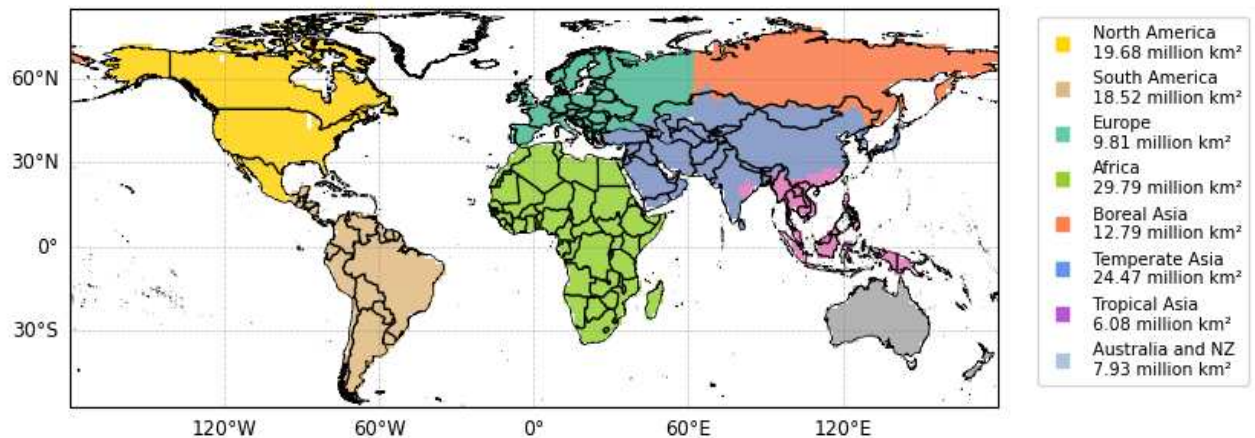 60°N
30°N
0°
30°S
120°W
60°W
0°
60°E
120°E
North America
19.68 million km²
South America
18.52 million km²
Europe
9.81 million km²
Africa
29.79 million km²
Boreal Asia
12.79 million km²
Temperate Asia
24.47 million km²
Tropical Asia
6.08 million km²
Australia and NZ
7.93 million km²